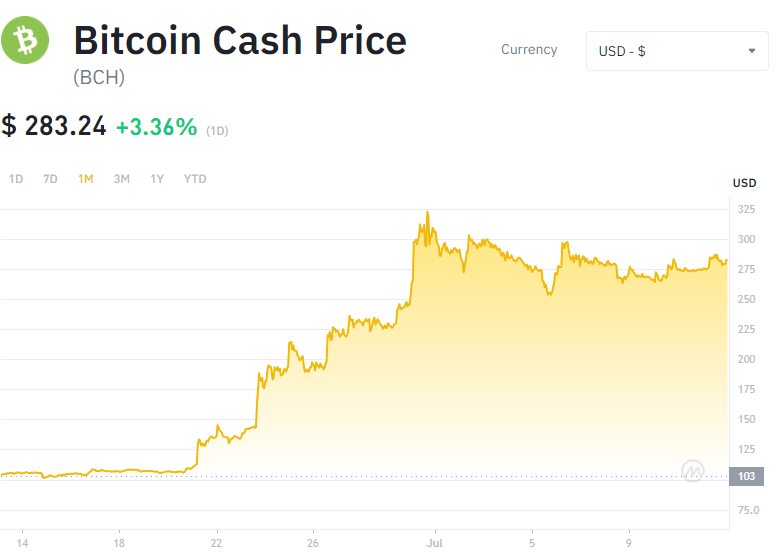 Bitcoin Cash Price
(BCH)
Currency
USD - $
$ 283.24 +3.36% (1D)
1D 7D 1M 3M 1Y YTD
USD
325
300
275
250
225
200
175
150
125
103
75.0
14 18 22 26 Jul 5 9